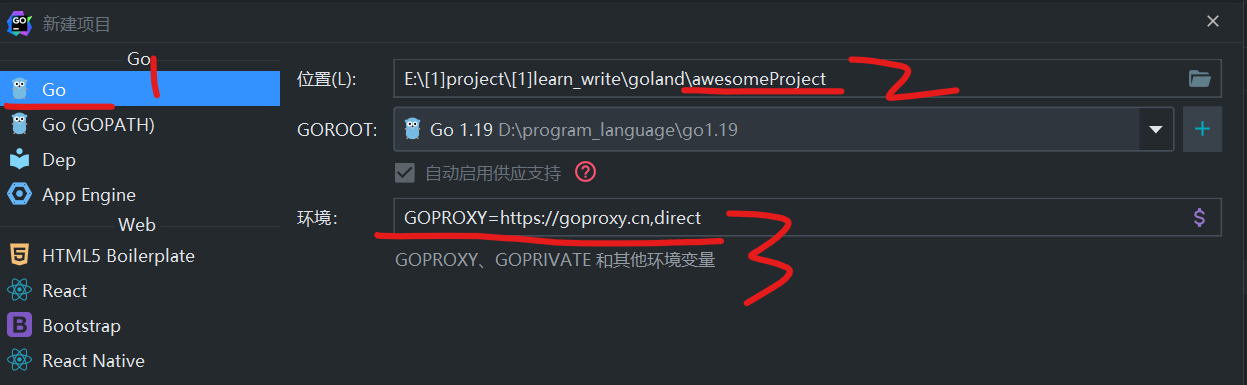 新建项目
Go
Go
Go (GOPATH)
Dep
App Engine
Web
HTML5 Boilerplate
React
Bootstrap
React Native
位置(L): E:\[1]project\[1]learn_write\goland\awesomeProject
2
GOROOT: Go 1.19 D:\program_language\go1.19
自动启用供应支持
环境: GOPROXY=https://goproxy.cn,direct
3
GOPROXY、GOPRIVATE 和其他环境变量